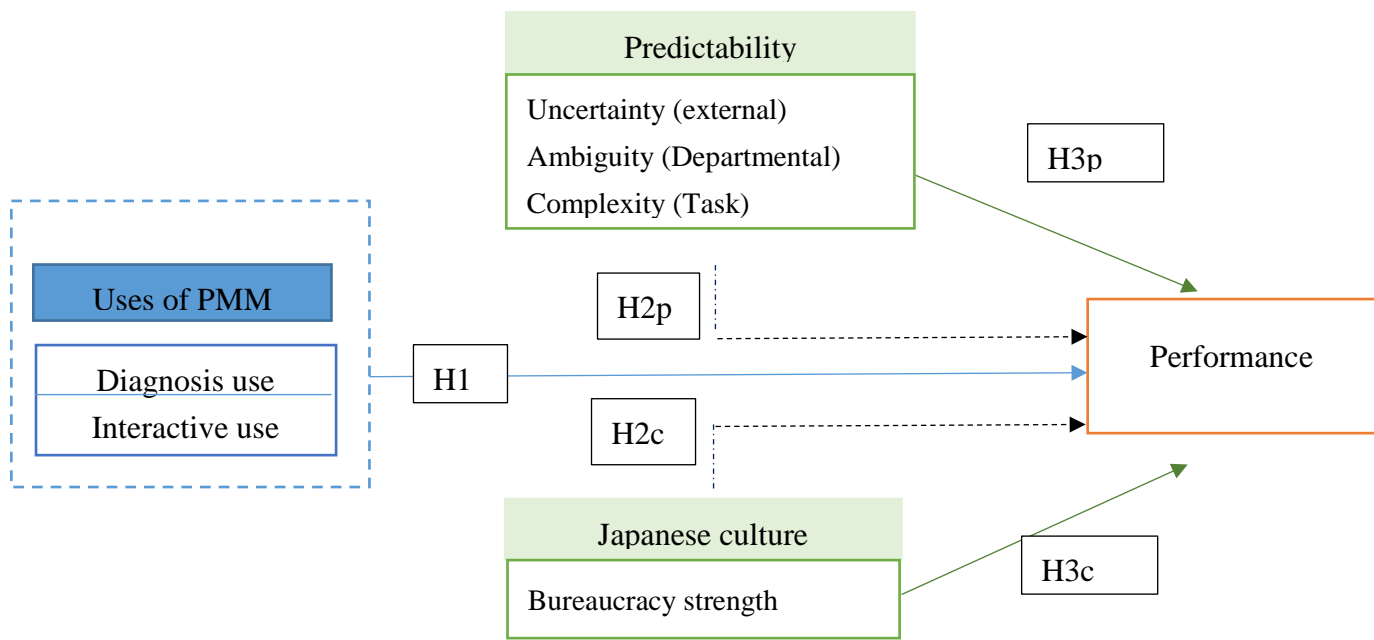 Predictability
Uncertainty (external)
Ambiguity (Departmental)
Complexity (Task)
H3p
Uses of PMM
Diagnosis use
Interactive use
H2p
H1
H2c
Performance
Japanese culture
Bureaucracy strength
H3c